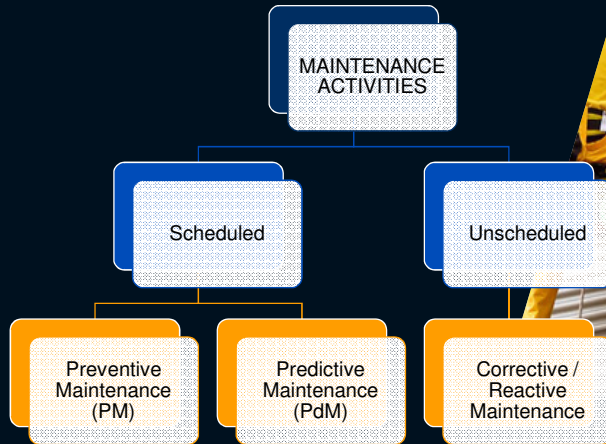 MAINTENANCE
ACTIVITIES
Scheduled
Unscheduled
Preventive
Maintenance
(PM)
Predictive
Maintenance
(PdM)
Corrective /
Reactive
Maintenance